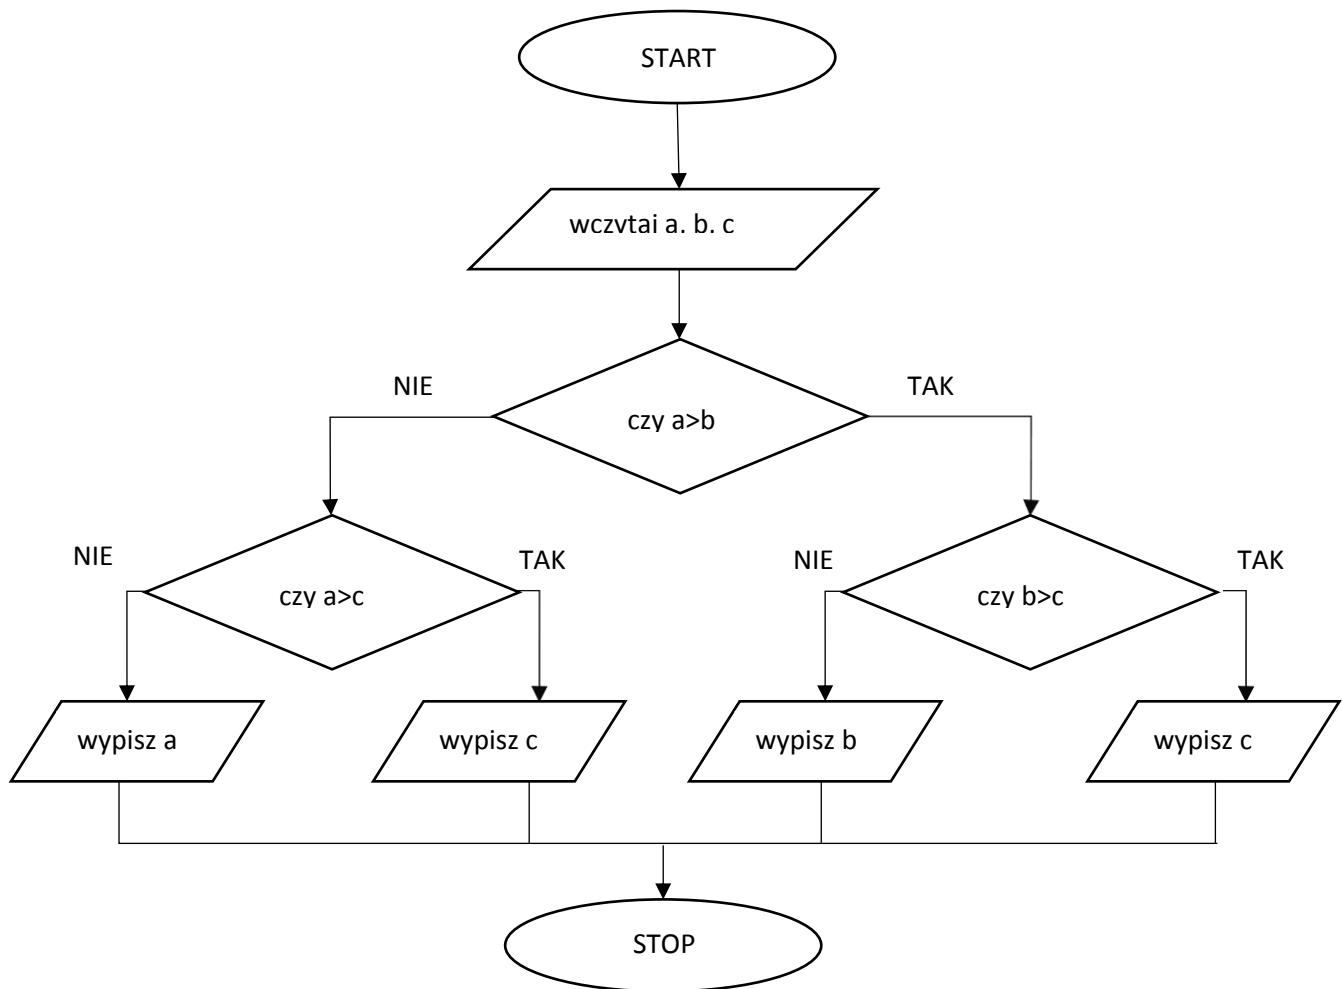 START
wczvtai a. b. c
NIE
TAK
czy a>b
NIE
TAK
NIE
TAK
czy a>c
czy b>c
wypisz a
wypisz c
wypisz b
wypisz c
STOP